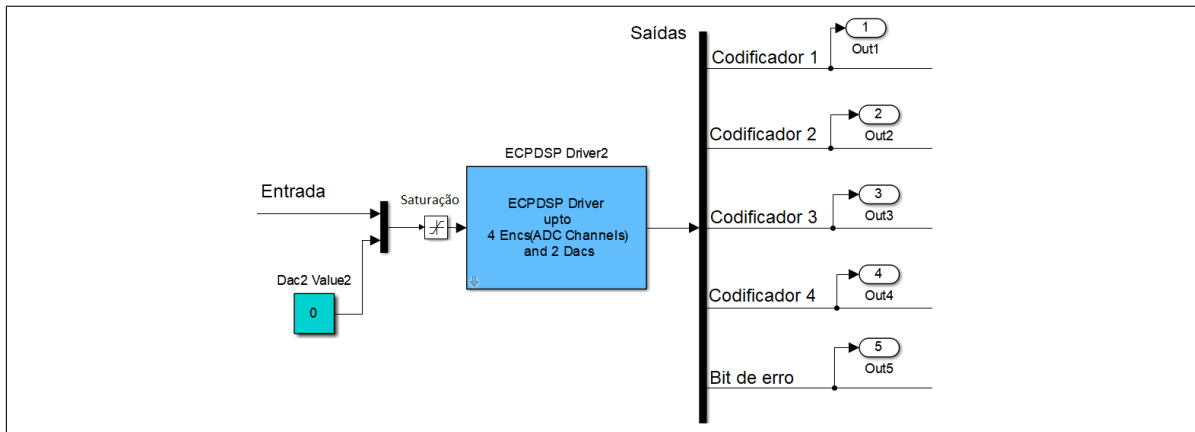 Saídas
1
Out1
Codificador 1
2
Out2
Codificador 2
ECPDSP Driver2
Entrada
Saturação
ECPDSP Driver
upto
4 Encs(ADC Channels)
and 2 Dacs
3
Out3
Codificador 3
Dac2 Value2
0
4
Out4
Codificador 4
5
Out5
Bit de erro